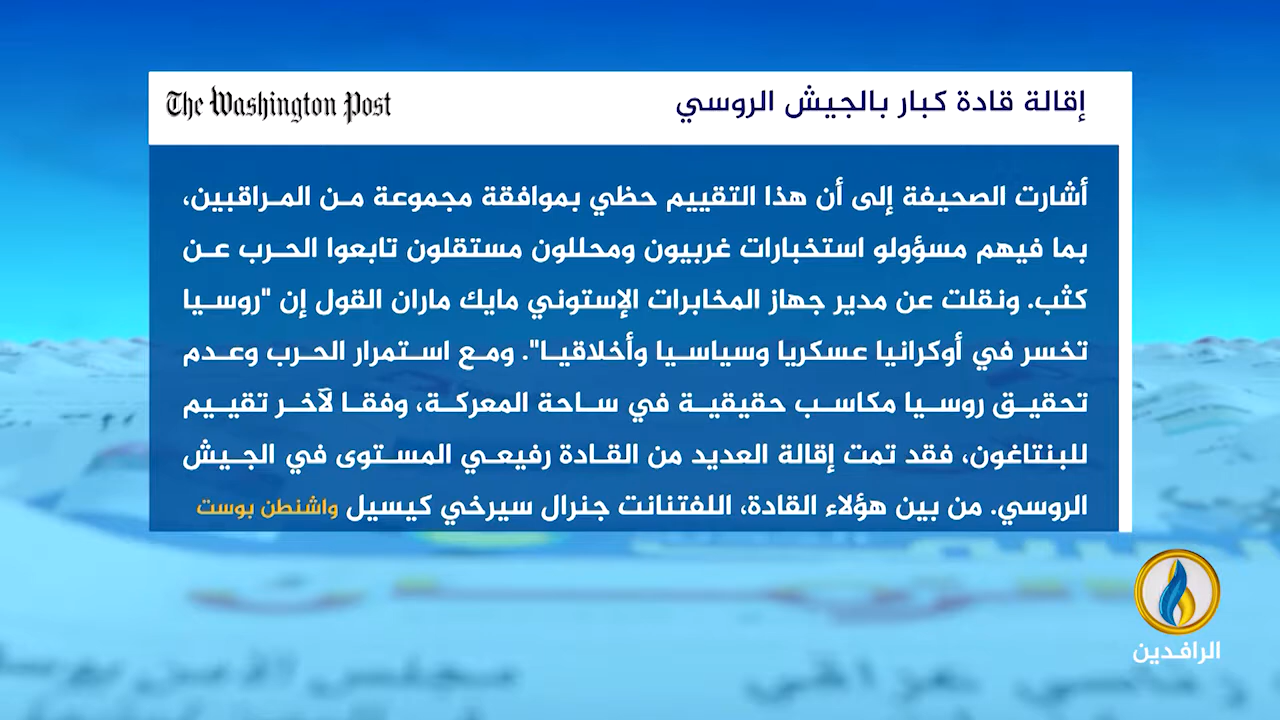 The Washington Post
إقالة قادة كبار بالجيش الروسي
أشارت الصحيفة إلى أن هذا التقييم حظي بموافقة مجموعة من المراقبين،
بما فيهم مسؤولو استخبارات غربيون ومحللون مستقلون تابعوا الحرب عن
كثب. ونقلت عن مدير جهاز المخابرات الإستوني مايك ماران القول إن "روسيا
تخسر في أوكرانيا عسكريا وسياسيا وأخلاقيا". ومع استمرار الحرب وعدم
تحقيق روسيا مكاسب حقيقية في ساحة المعركة، وفقا لآخر تقييم
للبنتاغون، فقد تمت إقالة العديد من القادة رفيعي المستوى في الجيش
الروسي. من بين هؤلاء القادة، اللفتنانت جنرال سيرخي كيسيل واشنطن بوست
الرافدين
مجلس الأمن